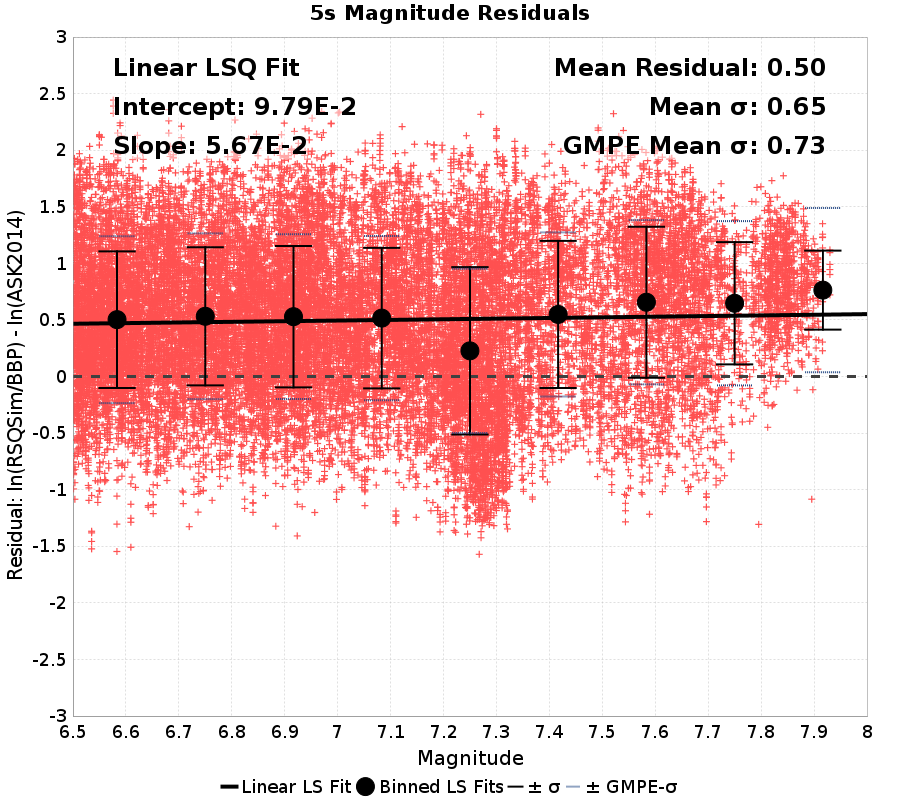 5s Magnitude Residuals
Linear LSQ Fit
Intercept: 9.79E-2
Slope: 5.67E-2
Mean Residual: 0.50
Mean σ: 0.65
GMPE Mean σ: 0.73
Residual: ln(RSQSim/BBP) - ln(ASK2014)
3
2.5
2
1.5
1
0.5
0
-0.5
-1
-1.5
-2
-2.5
-3
6.5 6.6 6.7 6.8 6.9 7 7.1 7.2 7.3 7.4 7.5 7.6 7.7 7.8 7.9 8
Magnitude
Linear LS Fit Binned LS Fits ± σ ± GMPE-σ